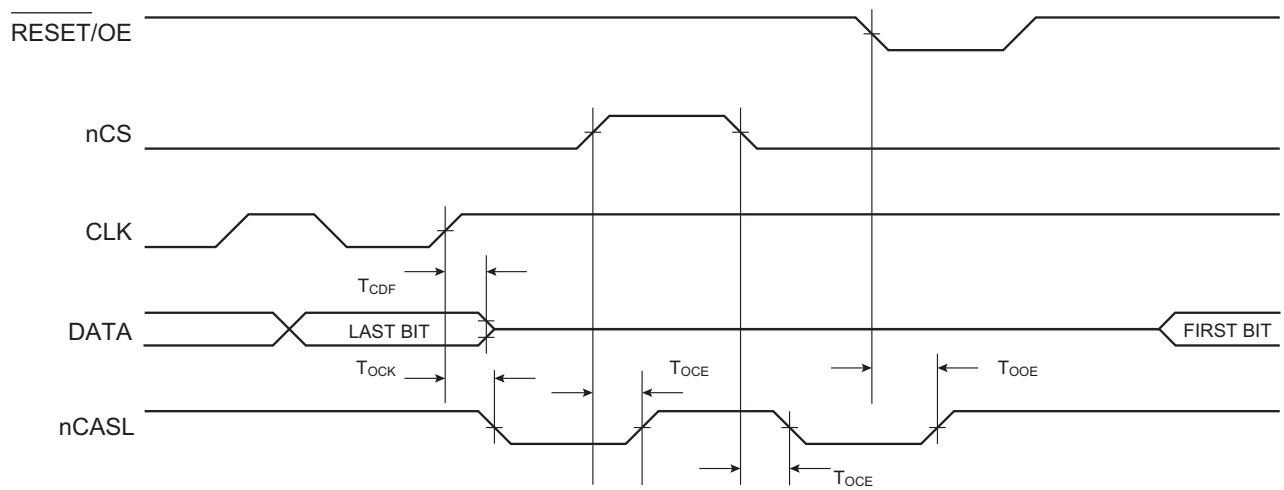 RESET/OE
nCS
CLK
TCDF
DATA
LAST BIT
FIRST BIT
TOCK
TOCE
TOOE
nCASL
TOCE